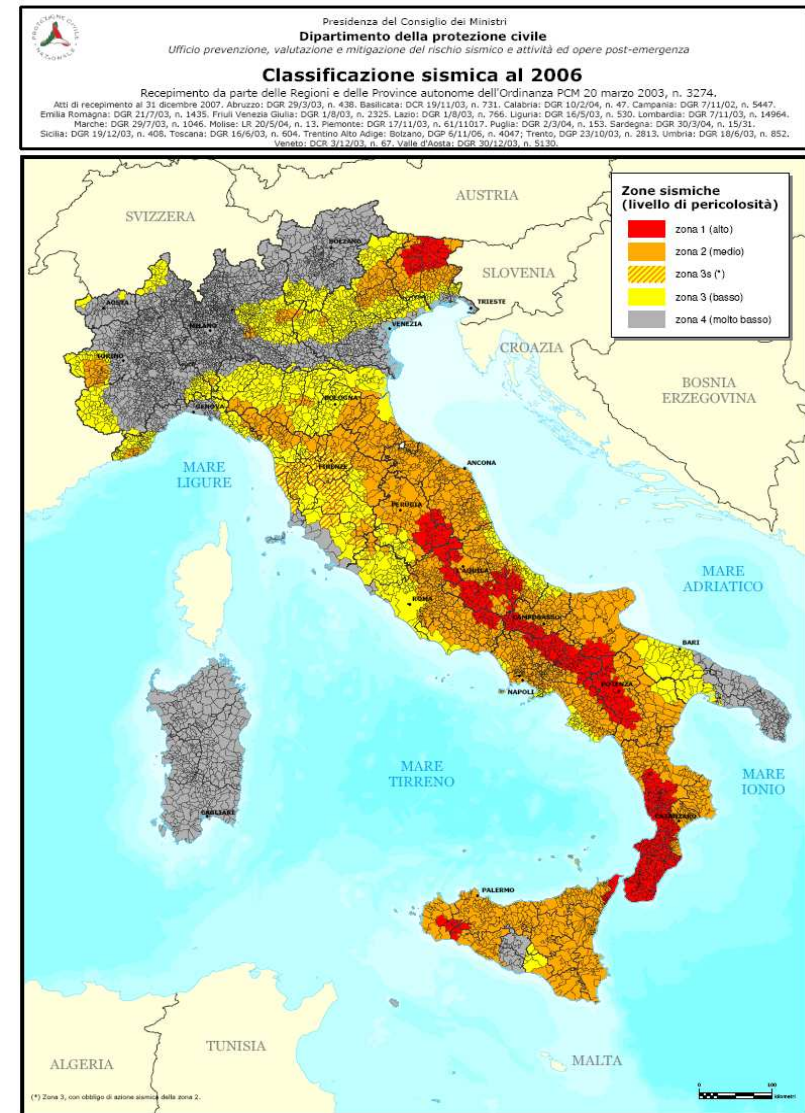 PROTEZIONE CIVILE
NAZIONALE
Presidenza del Consiglio dei Ministri
Dipartimento della protezione civile
Ufficio prevenzione, valutazione e mitigazione del rischio sismico e attività ed opere post-emergenza
Classificazione sismica al 2006
Recepimento da parte delle Regioni e delle Province autonome dell'Ordinanza PCM 20 marzo 2003, n. 3274.
Atti di recepimento al 31 dicembre 2007. Abruzzo: DGR 29/3/03, n. 438. Basilicata: DCR 19/11/03, n. 731. Calabria: DGR 10/2/04, n. 47. Campania: DGR 7/11/02, n. 5447.
Emilia Romagna: DGR 21/7/03, n. 1435. Friuli Venezia Giulia: DGR 1/8/03, n. 2325. Lazio: DGR 1/8/03, n. 766. Liguria: DGR 16/5/03, n. 530. Lombardia: DGR 7/11/03, n. 14964.
Marche: DGR 29/7/03, n. 1046. Molise: LR 20/5/04, n. 13. Piemonte: DGR 17/11/03, n. 61/11017. Puglia: DGR 2/3/04, n. 153. Sardegna: DGR 30/3/04, n. 15/31.
Sicilia: DGR 19/12/03, n. 408. Toscana: DGR 16/6/03, n. 604. Trentino Alto Adige: Bolzano, DGP 6/11/06, n. 4047; Trento, DGP 23/10/03, n. 2813. Umbria: DGR 18/6/03, n. 852.
Veneto: DCR 3/12/03, n. 67. Valle d'Aosta: DGR 30/12/03, n. 5130.
Zone sismiche
(livello di pericolosità)
zona 1 (alto)
zona 2 (medio)
zona 3s (*)
zona 3 (basso)
zona 4 (molto basso)
AUSTRIA
SVIZZERA
BOLZANO
SLOVENIA
AOSTA
TRIESTE
MILANO
VENEZIA
CROAZIA
TORINO
BOSNIA
ERZEGOVINA
BOLOGNA
GENOVA
MARE
LIGURE
FIRENZE
ANCONA
PERUGIA
L'AQUILA
MARE
ADRIATICO
ROMA
CAMPOBASSO
BARI
NAPOLI
POTENZA
MARE
TIRRENO
MARE
IONIO
CAGLIARI
CATANZARO
PALERMO
TUNISIA
ALGERIA
MALTA
0 100
kilometri
(*) Zona 3, con obbligo di azione sismica della zona 2.